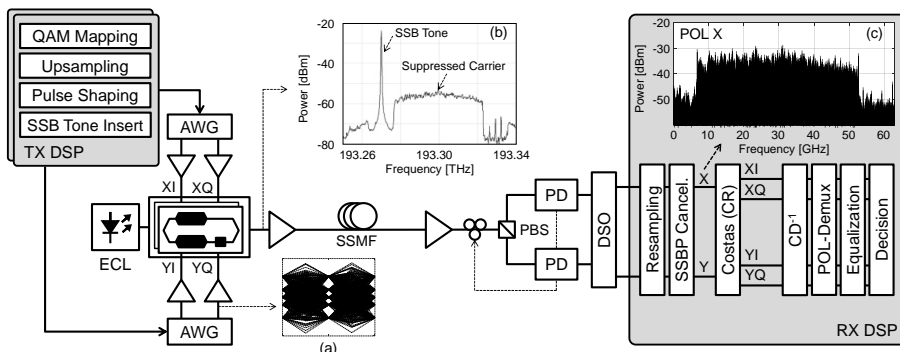 QAM Mapping
Upsampling
Pulse Shaping
SSB Tone Insert
TX DSP
AWG
XI XQ
ECL
YI YQ
AWG
(a)
-20
-40
-60
-80
Power [dBm]
(b)
SSB Tone
Suppressed Carrier
193.26 193.30 193.34
Frequency [THz]
SSMF
PBS
PD
PD
DSO
(c)
POL X
-20
-30
-40
-50
Power [dBm]
0 10 20 30 40 50 60
Frequency [GHz]
Resampling
SSBP Cancel.
X
Y
Costas (CR)
XI
XQ
YI
YQ
CD-1
POL-Demux
Equalization
Decision
RX DSP